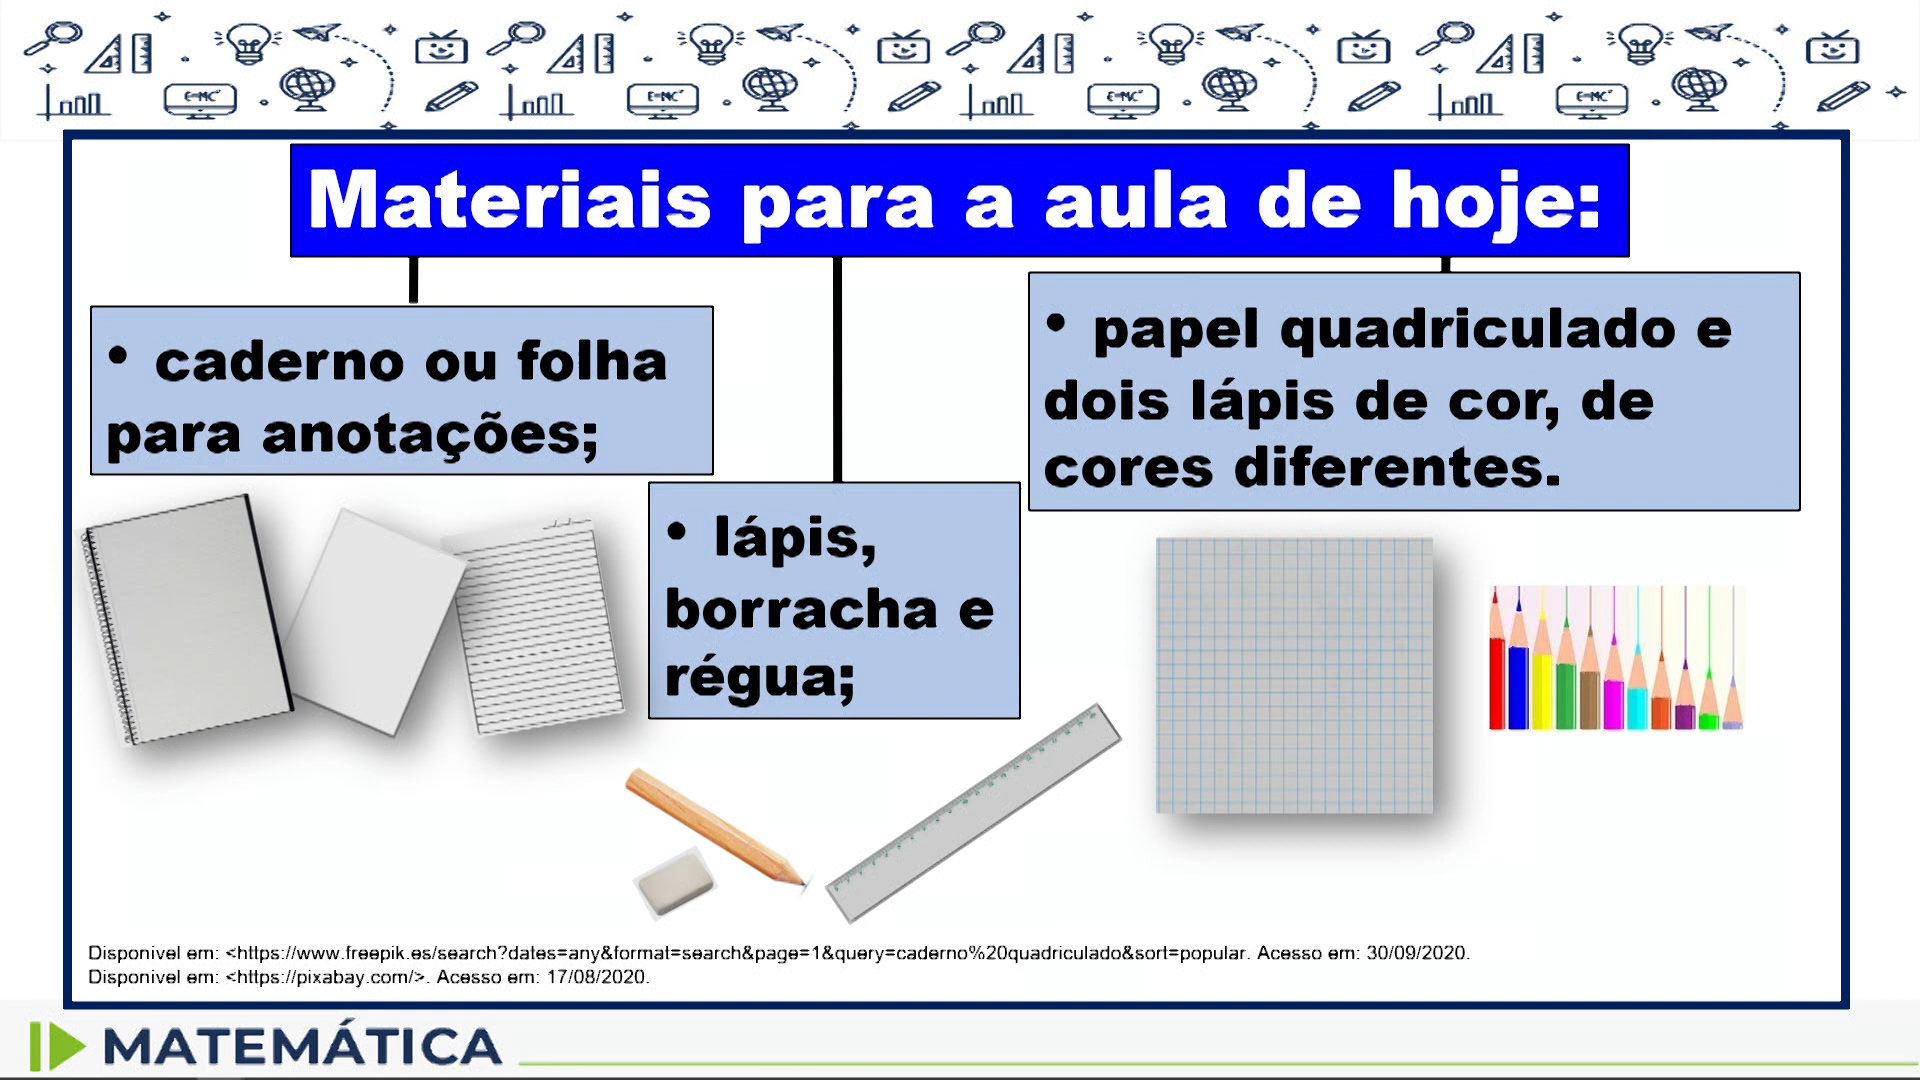 Materiais para a aula de hoje:
• caderno ou folha
para anotações;
• lápis,
borracha e
régua;
• papel quadriculado e
dois lápis de cor, de
cores diferentes.
Disponivel em: <https://www.freepik.es/search?dates=any&format=search&page=1&query=caderno%20quadriculado&sort=popular. Acesso em: 30/09/2020.
Disponivel em: <https://pixabay.com/>. Acesso em: 17/08/2020.
MATEMÁTICA